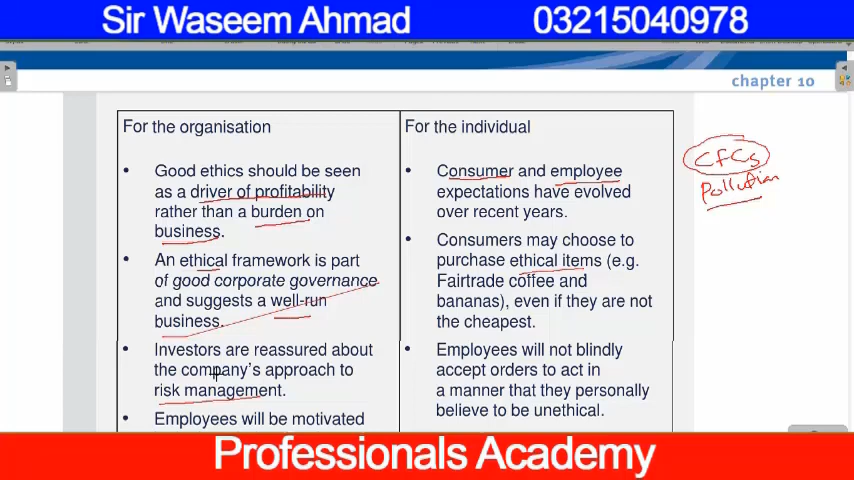 Sir Waseem Ahmad 03215040978
chapter 10
For the organisation
• Good ethics should be seen
as a driver of profitability
rather than a burden on
business.
• An ethical framework is part
of good corporate governance
and suggests a well-run
business.
Investors are reassured about
the company's approach to
risk management.
• Employees will be motivated
For the individual
• Consumer and employee
expectations have evolved
over recent years.
• Consumers may choose to
purchase ethical items (e.g.
Fairtrade coffee and
bananas), even if they are not
the cheapest.
• Employees will not blindly
accept orders to act in
a manner that they personally
believe to be unethical.
CFCs
Pollution
Professionals Academy